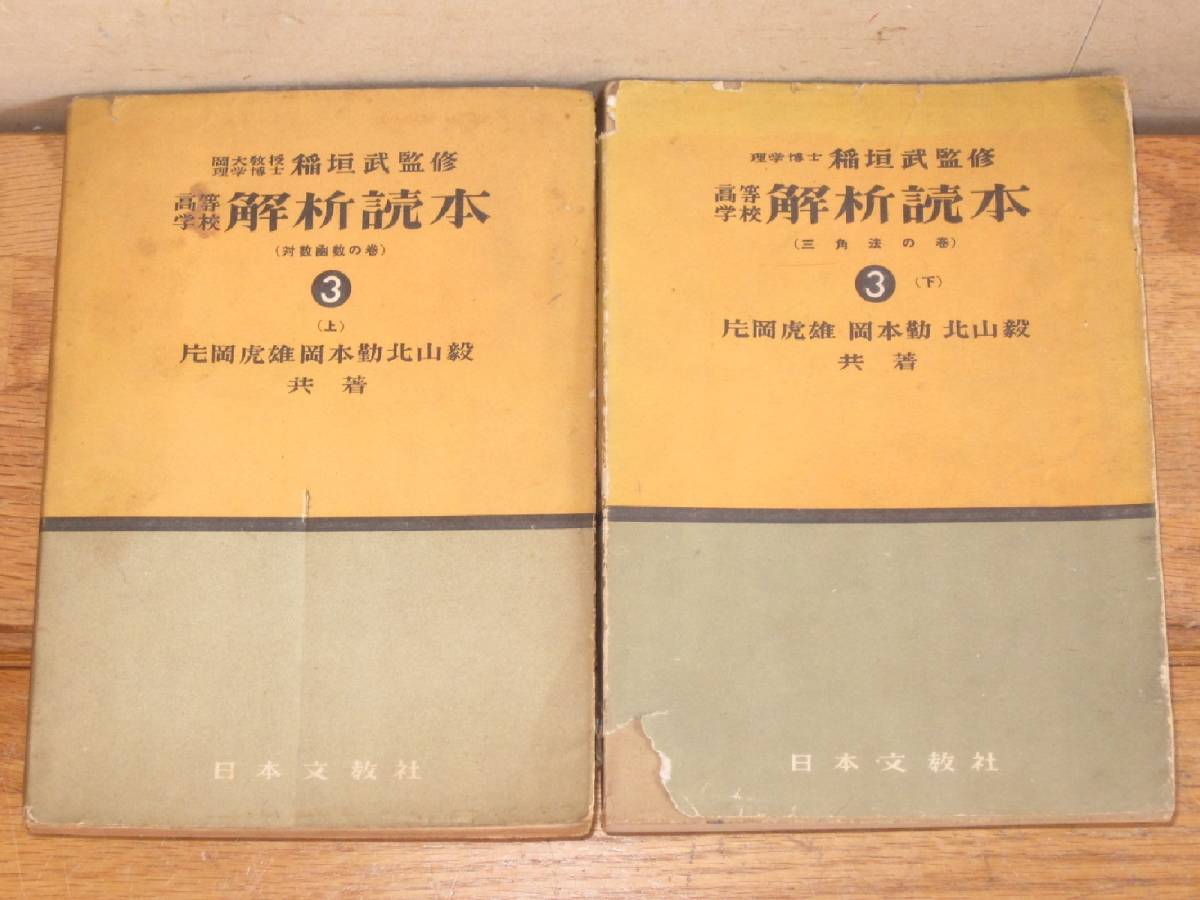 岡大教授
理学博士 稲垣武監修
高等
学校 解析読本
(対数函数の巻)
3
(上)
片岡虎雄 岡本勤 北山毅
共著
日本文教社
理学博士 稲垣武監修
高等
学校 解析読本
(三角法の巻)
3 (下)
片岡虎雄 岡本勤 北山毅
共著
日本文教社